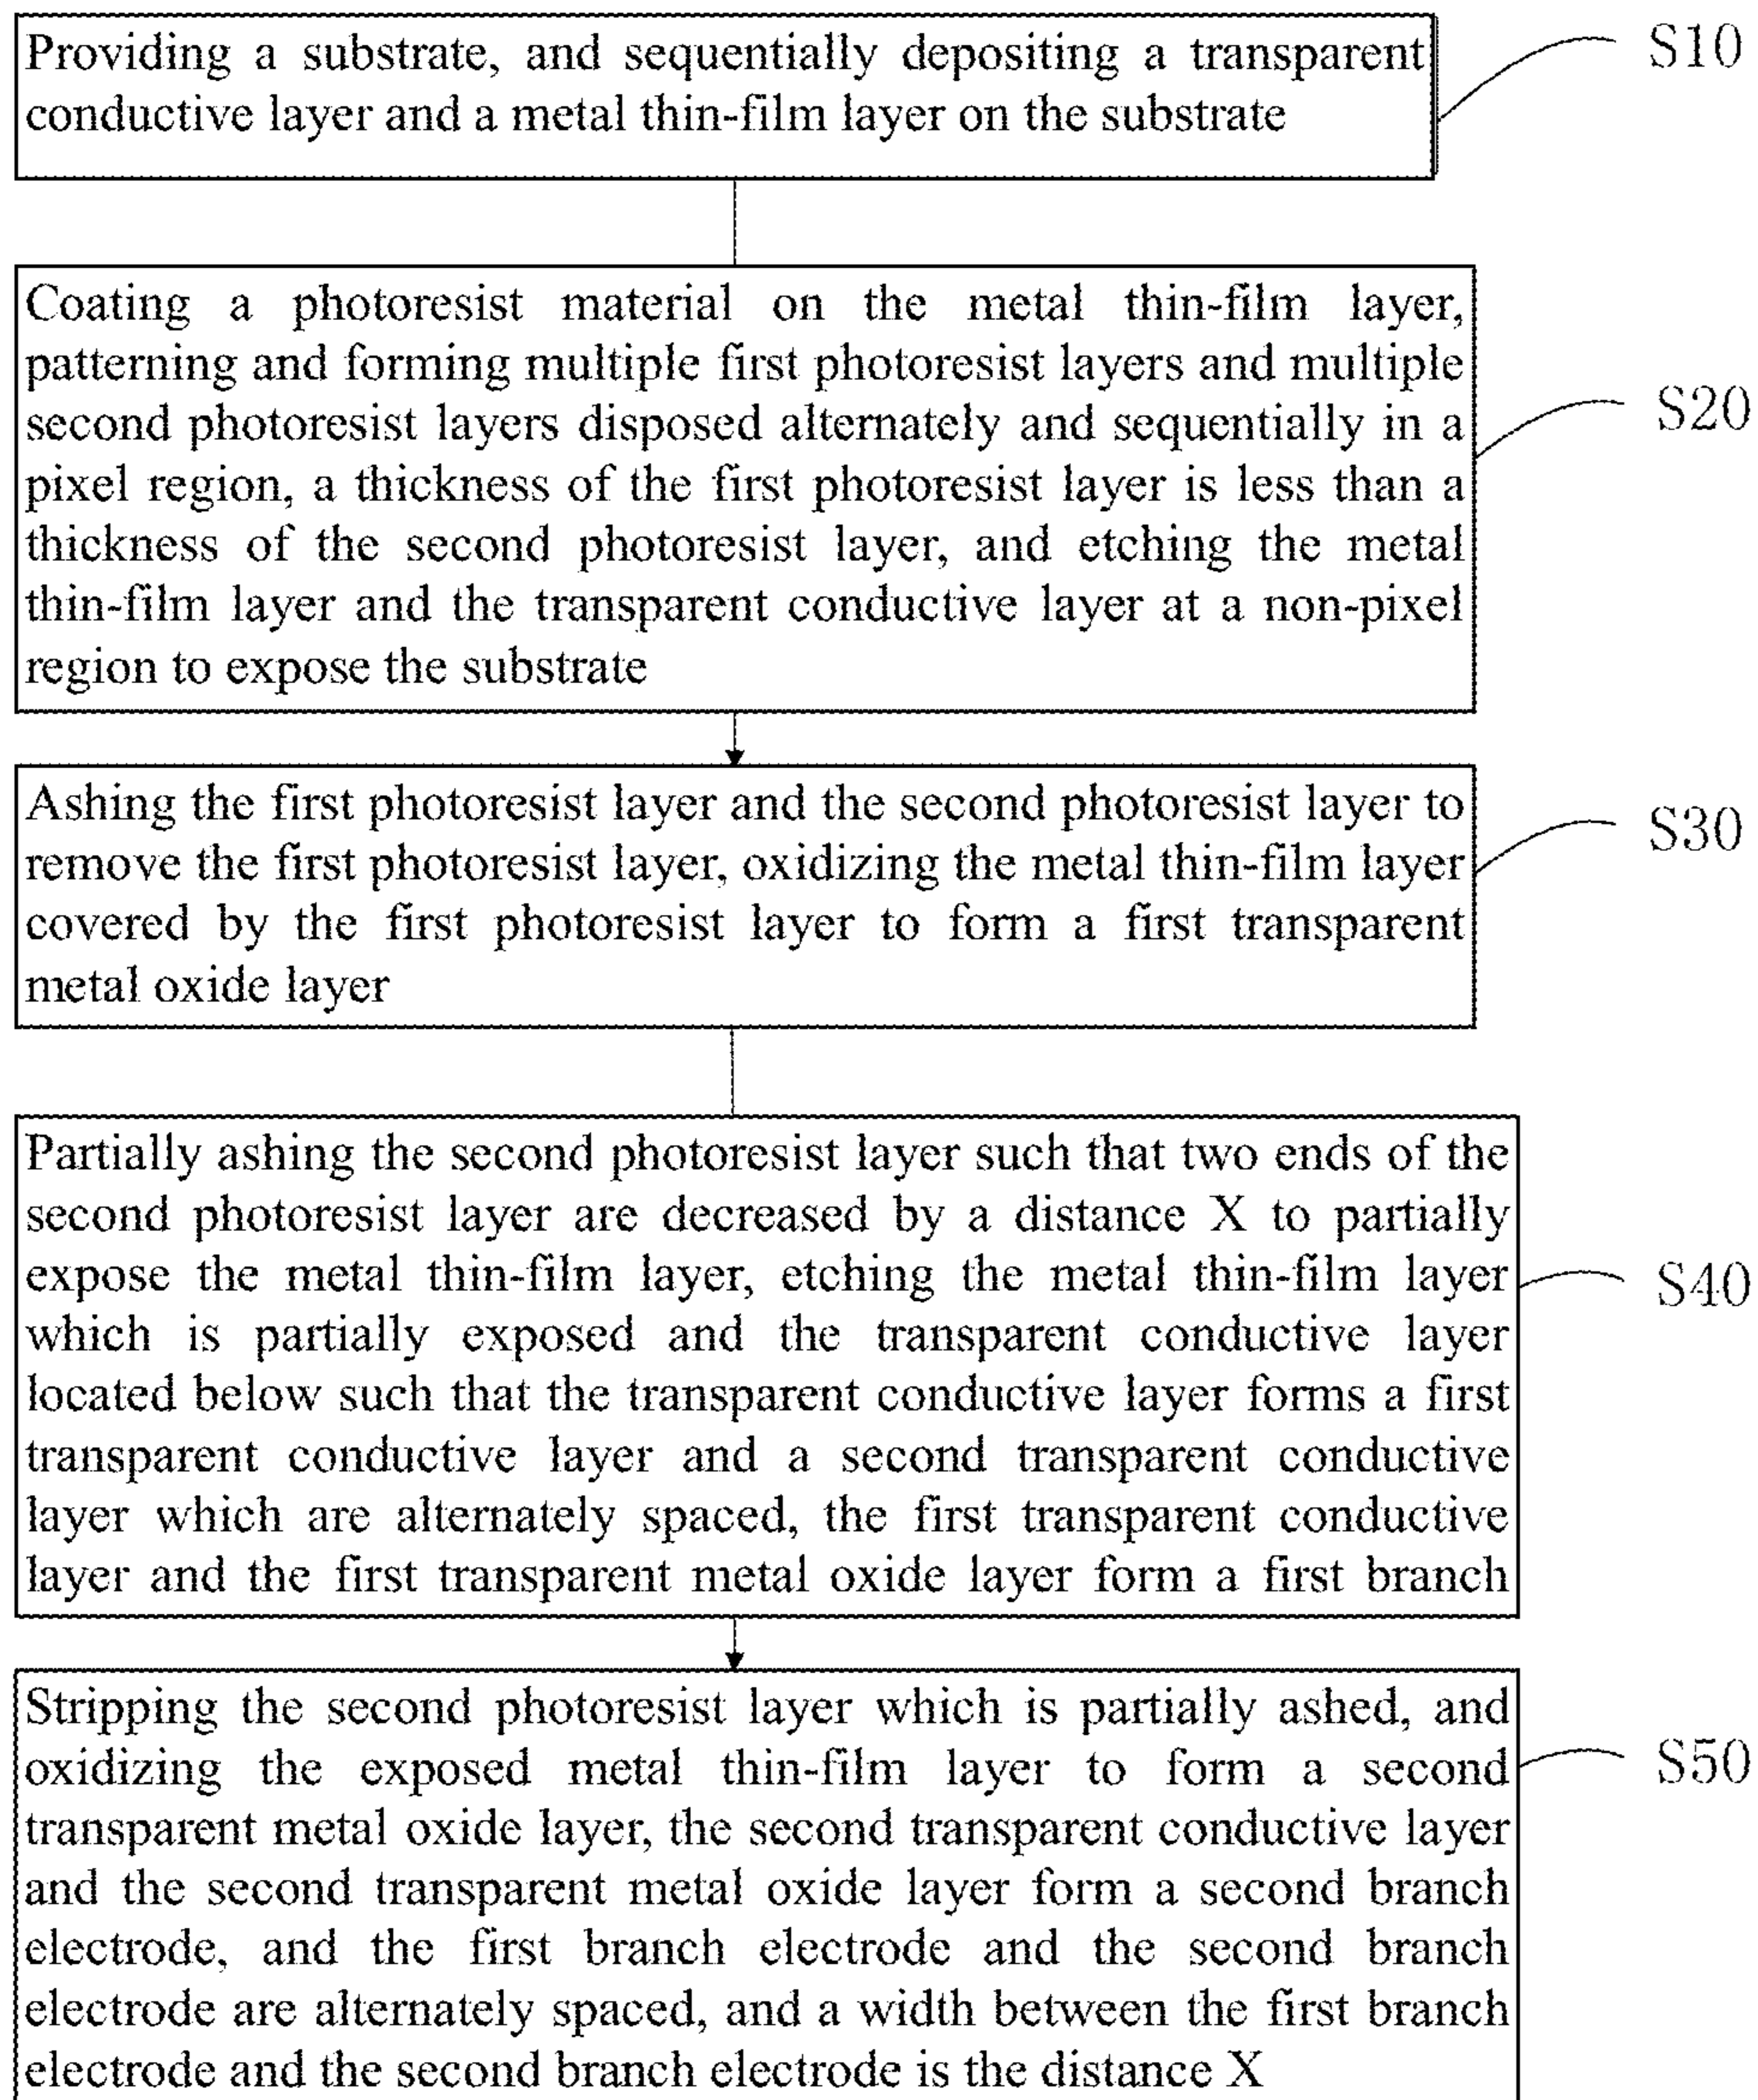 Providing a substrate, and sequentially depositing a transparent
conductive layer and a metal thin-film layer on the substrate
S10
Coating a photoresist material on the metal thin-film layer,
patterning and forming multiple first photoresist layers and multiple
second photoresist layers disposed alternately and sequentially in a
pixel region, a thickness of the first photoresist layer is less than a
thickness of the second photoresist layer, and etching the metal
thin-film layer and the transparent conductive layer at a non-pixel
region to expose the substrate
S20
Ashing the first photoresist layer and the second photoresist layer to
remove the first photoresist layer, oxidizing the metal thin-film layer
covered by the first photoresist layer to form a first transparent
metal oxide layer
S30
Partially ashing the second photoresist layer such that two ends of the
second photoresist layer are decreased by a distance X to partially
expose the metal thin-film layer, etching the metal thin-film layer
which is partially exposed and the transparent conductive layer
located below such that the transparent conductive layer forms a first
transparent conductive layer and a second transparent conductive
layer which are alternately spaced, the first transparent conductive
layer and the first transparent metal oxide layer form a first branch
S40
Stripping the second photoresist layer which is partially ashed, and
oxidizing the exposed metal thin-film layer to form a second
transparent metal oxide layer, the second transparent conductive layer
and the second transparent metal oxide layer form a second branch
electrode, and the first branch electrode and the second branch
electrode are alternately spaced, and a width between the first branch
electrode and the second branch electrode is the distance X
S50